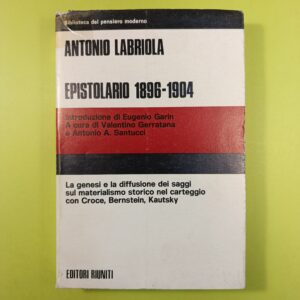 Biblioteca del pensiero moderno
ANTONIO LABRIOLA
EPISTOLARIO 1896-1904
Introduzione di Eugenio Garin
A cura di Valentino Gerratana
e Antonio A. Santucci
La genesi e la diffusione dei saggi
sul materialismo storico nel carteggio
con Croce, Bernstein, Kautsky
EDITORI RIUNITI